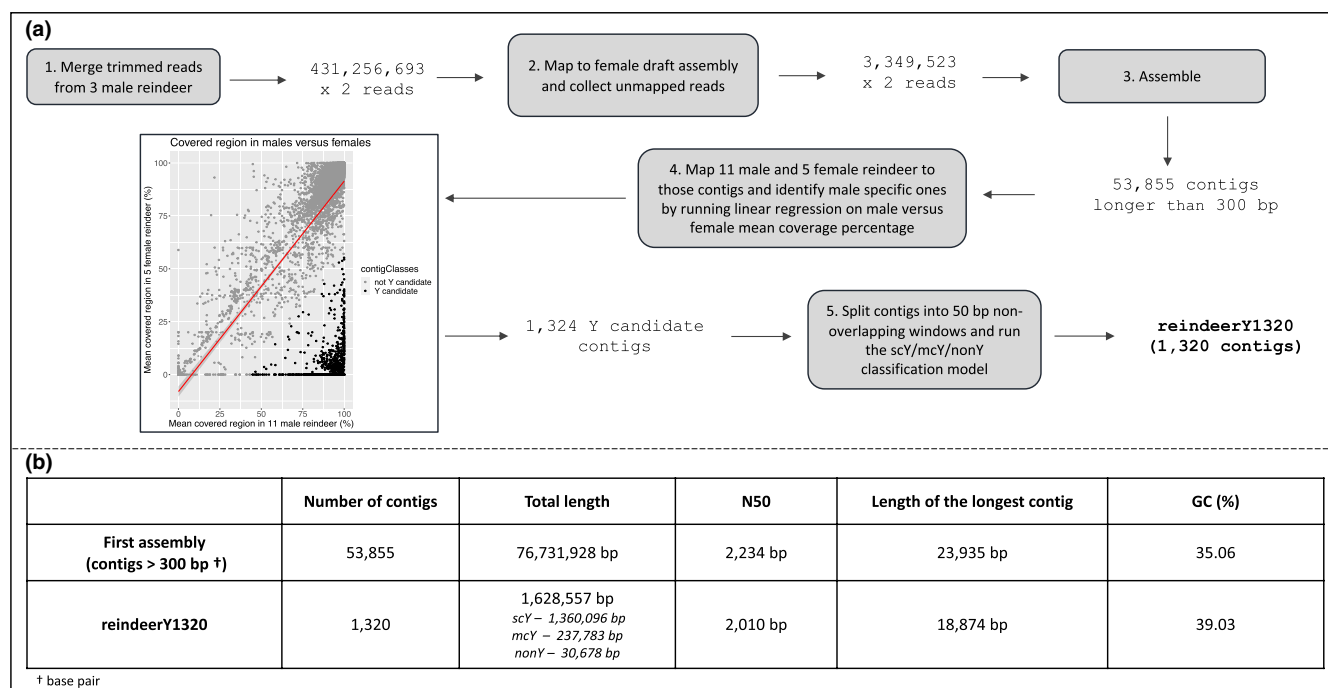 (a)
1. Merge trimmed reads
from 3 male reindeer
431,256,693
x 2 reads
2. Map to female draft assembly
and collect unmapped reads
3,349,523
x 2 reads
3. Assemble
53,855 contigs
longer than 300 bp
4. Map 11 male and 5 female reindeer to
those contigs and identify male specific ones
by running linear regression on male versus
female mean coverage percentage
Covered region in males versus females
Mean covered region in 5 female reindeer (%)
100
75
50
25
0
0 25 50 75 100
Mean covered region in 11 male reindeer (%)
contigClasses
not Y candidate
Y candidate
1,324 Y candidate
contigs
5. Split contigs into 50 bp non-
overlapping windows and run
the scY/mcY/nonY
classification model
reindeerY1320
(1,320 contigs)
(b)
Number of contigs Total length N50 Length of the longest contig GC (%)
First assembly
(contigs > 300 bp †)
53,855 76,731,928 bp 2,234 bp 23,935 bp 35.06
reindeerY1320
1,320
1,628,557 bp
scY – 1,360,096 bp
mcY – 237,783 bp
nonY – 30,678 bp
2,010 bp 18,874 bp 39.03
† base pair